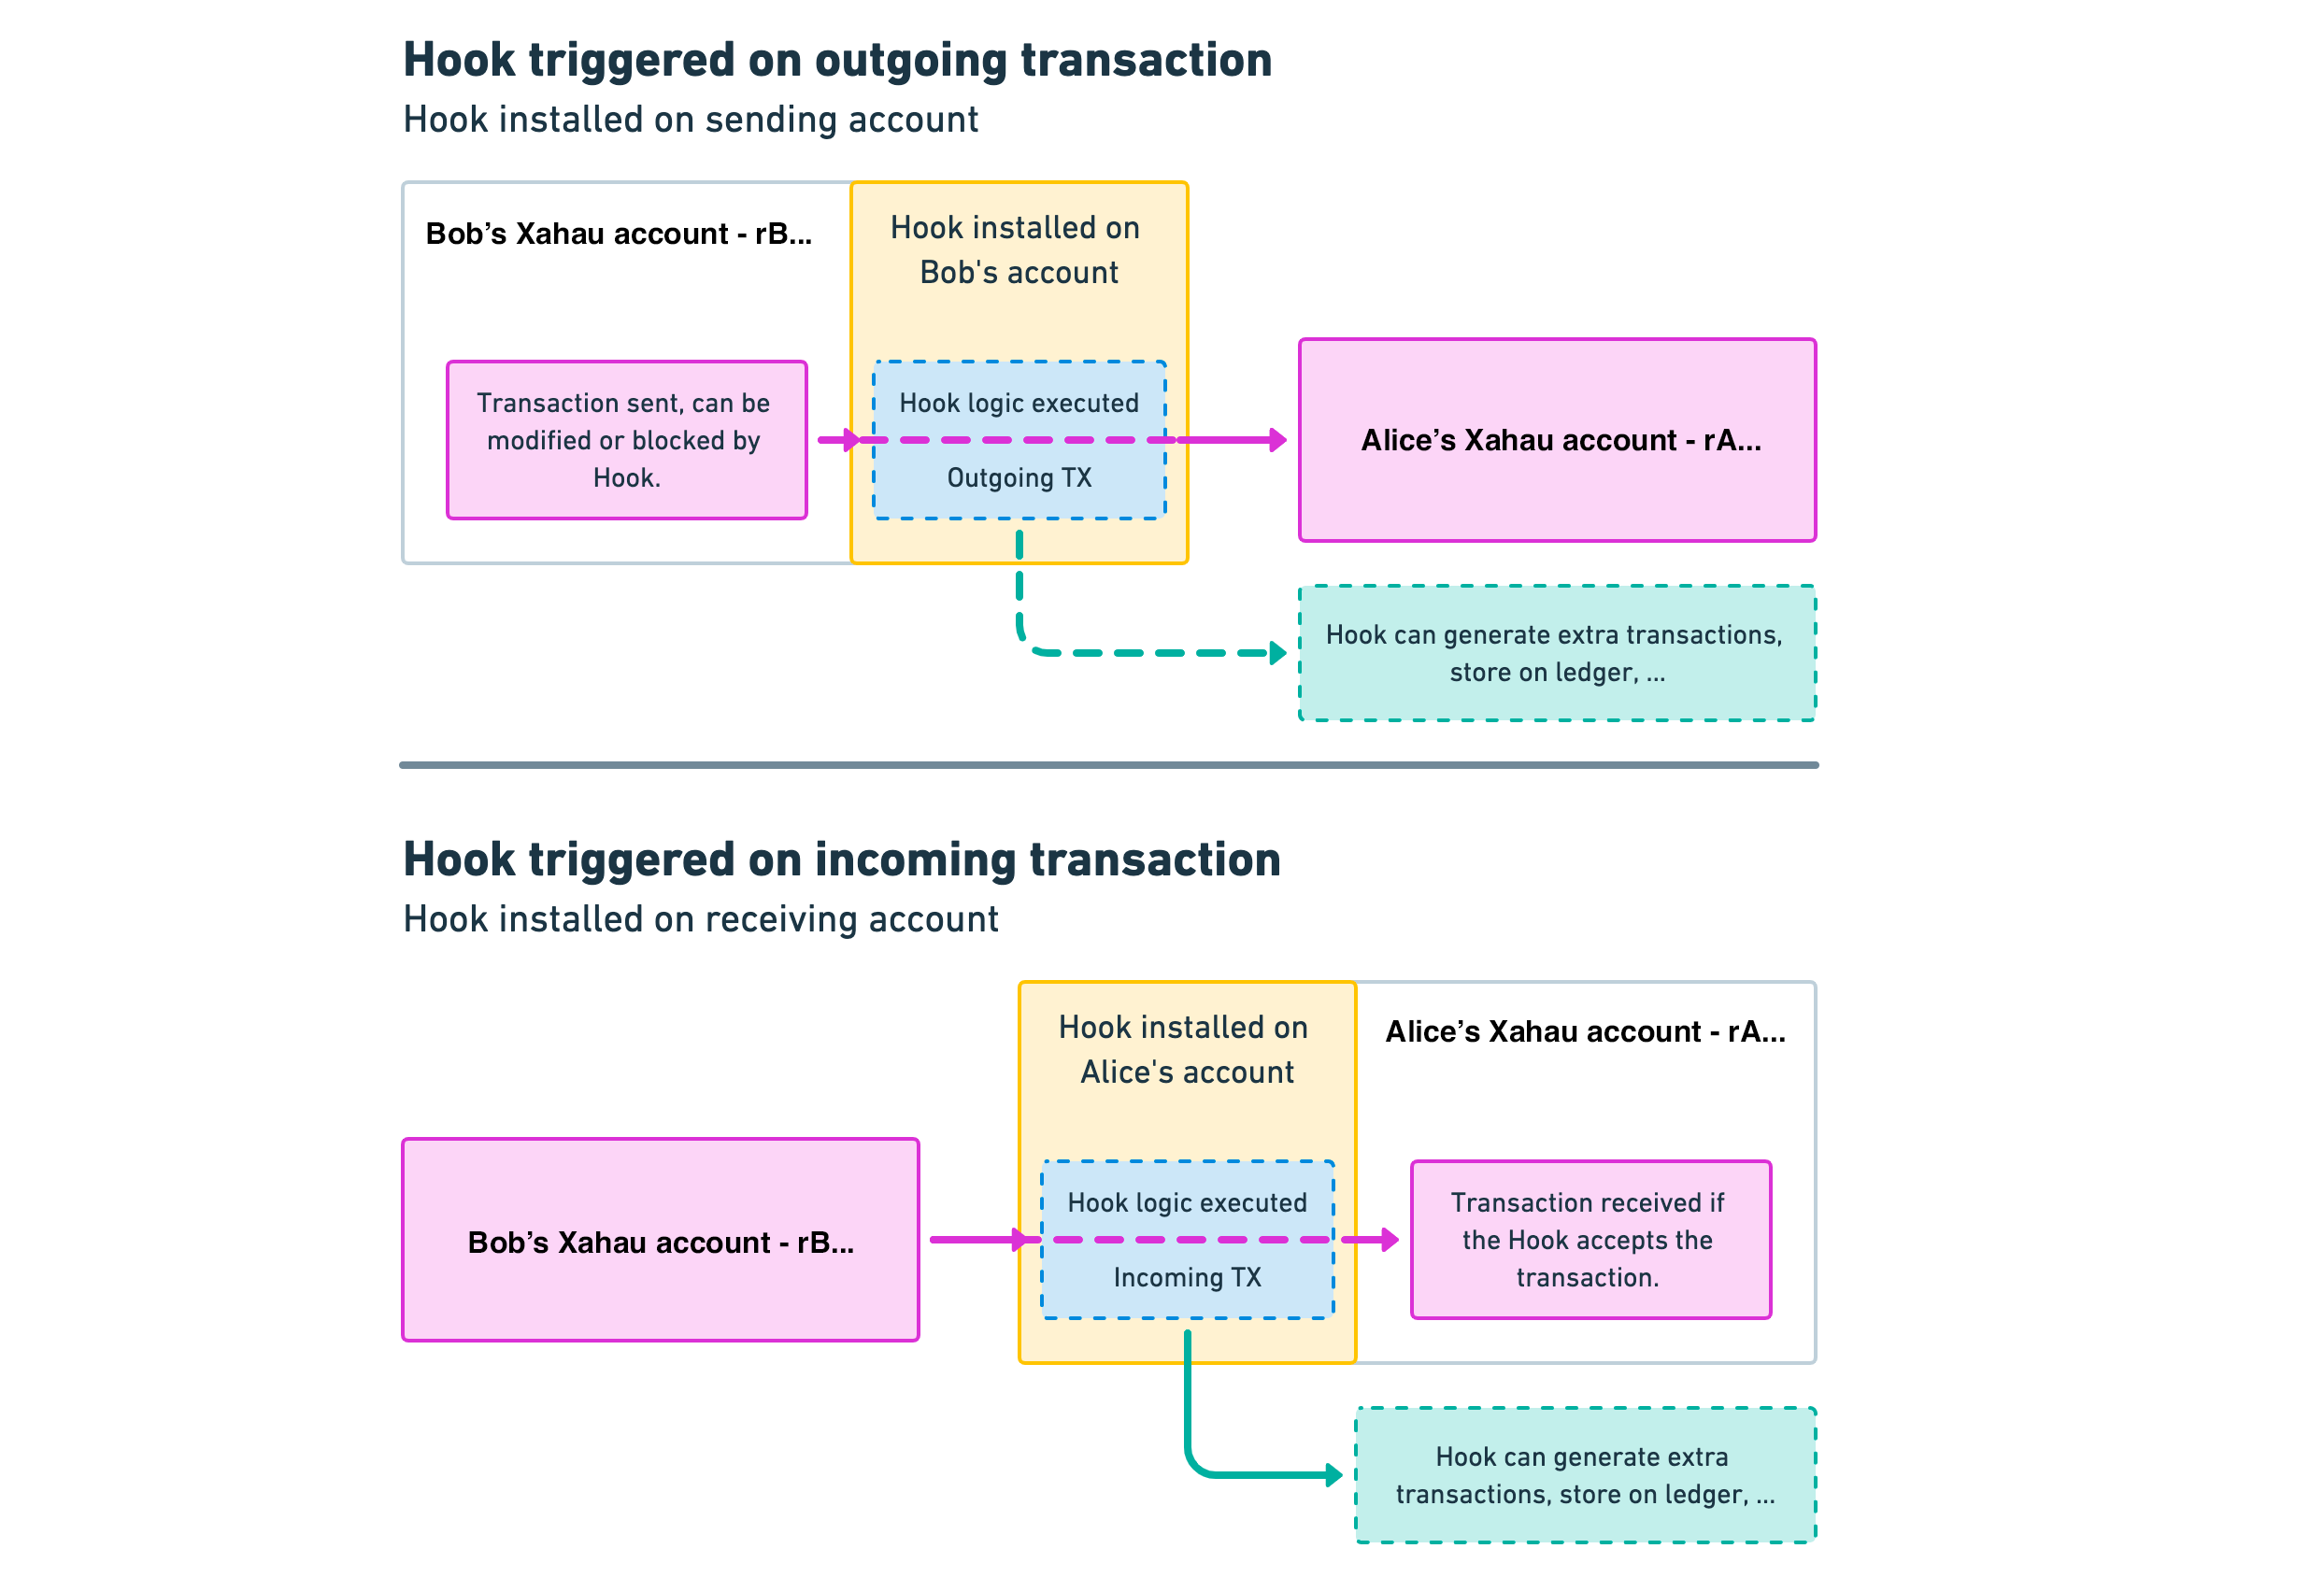 Hook triggered on outgoing transaction
Hook installed on sending account
Bob’s Xahau account - rB...
Hook installed on
Bob's account
Transaction sent, can be
modified or blocked by
Hook.
Hook logic executed
Outgoing TX
Alice’s Xahau account - rA...
Hook can generate extra transactions,
store on ledger, ...
Hook triggered on incoming transaction
Hook installed on receiving account
Hook installed on
Alice's account
Alice’s Xahau account - rA...
Bob’s Xahau account - rB...
Hook logic executed
Incoming TX
Transaction received if
the Hook accepts the
transaction.
Hook can generate extra
transactions, store on ledger, ...